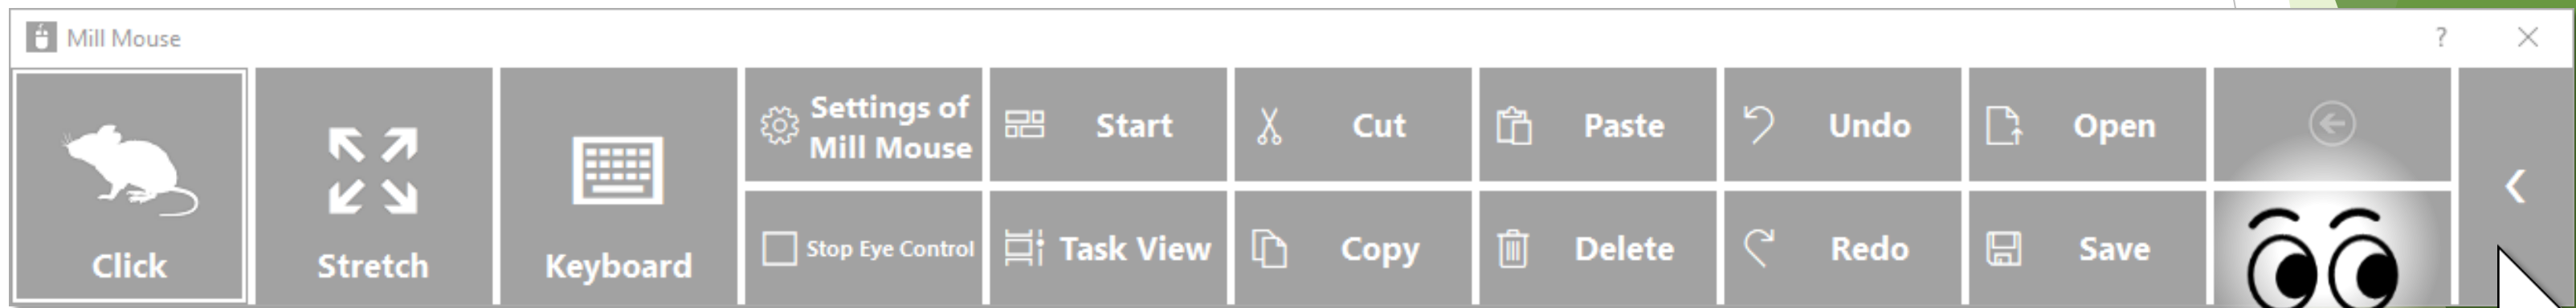 Mill Mouse
?
Click
Stretch
Keyboard
Settings of
Mill Mouse
Start
Cut
Paste
Undo
Open
Stop Eye Control
Task View
Copy
Delete
Redo
Save